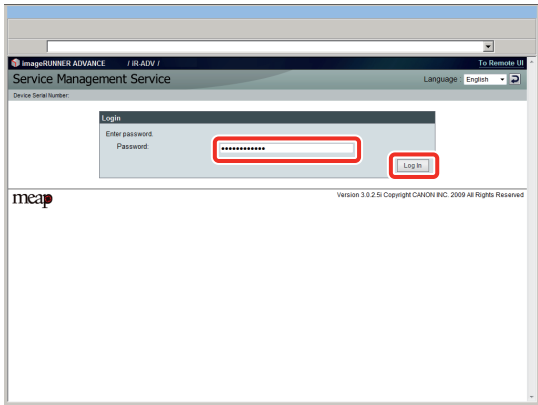 imageRUNNER ADVANCE / iR-ADV /
To Remote UI
Service Management Service
Language : English
Device Serial Number:
Login
Enter password.
Password: ••••••••••••
Log In
meap
Version 3.0.2.5i Copyright CANON INC. 2009 All Rights Reserved